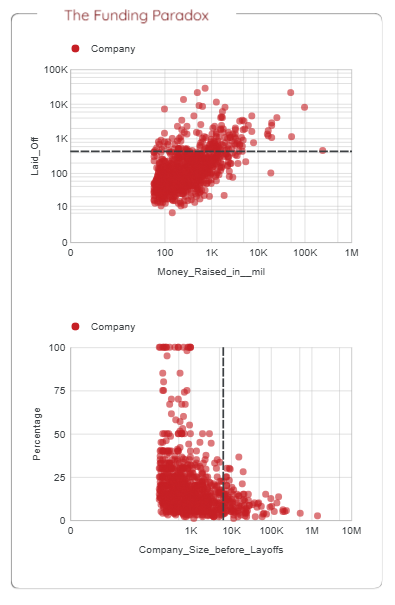 The Funding Paradox
Company
100K
10K
1K
100
10
0
Laid_Off
0 100 1K 10K 100K 1M
Money_Raised_in__mil
Company
100
75
50
25
0
Percentage
0 1K 10K 100K 1M 10M
Company_Size_before_Layoffs